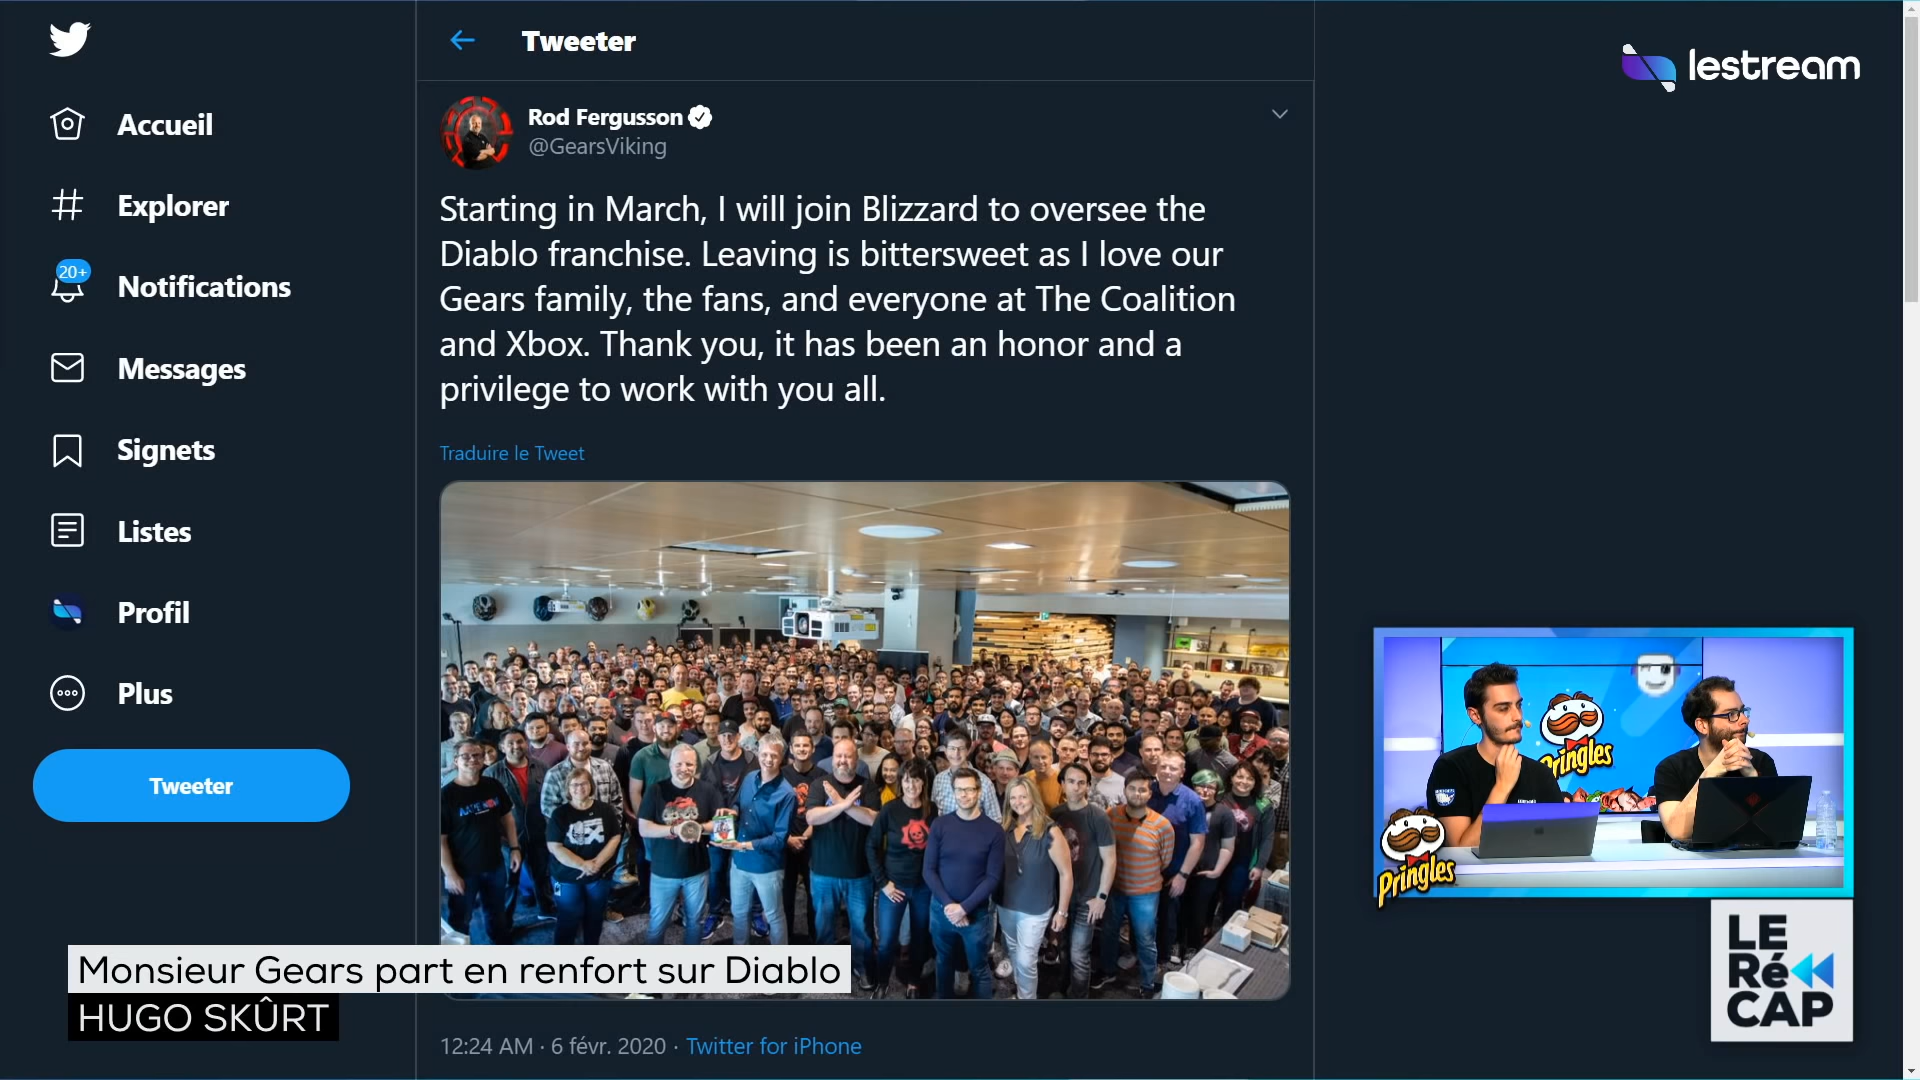 Tweeter
lestream
Accueil
Explorer
20+
Notifications
Messages
Signets
Listes
Profil
Plus
Tweeter
Rod Fergusson
@GearsViking
Starting in March, I will join Blizzard to oversee the
Diablo franchise. Leaving is bittersweet as I love our
Gears family, the fans, and everyone at The Coalition
and Xbox. Thank you, it has been an honor and a
privilege to work with you all.
Traduire le Tweet
Pringles
Pringles
Monsieur Gears part en renfort sur Diablo
HUGO SKÛRT
12:24 AM · 6 févr. 2020 · Twitter for iPhone
LE
Ré
CAP